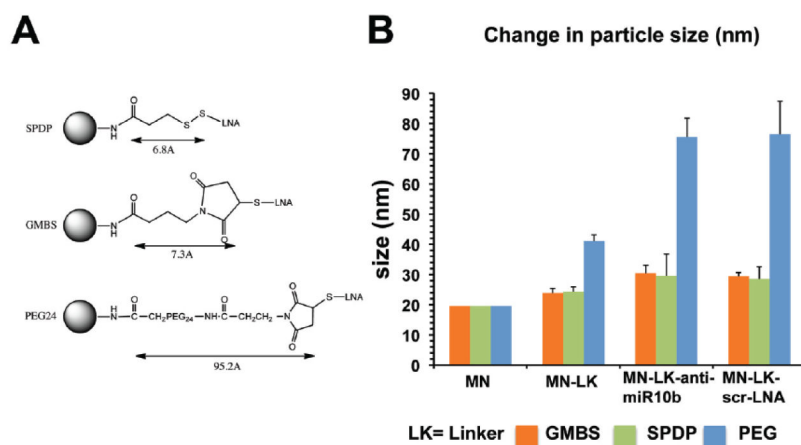 A
SPDP
O
N
H
S
S
LNA
6.8A
GMBS
O
N
H
O
N
O
S
LNA
7.3A
PEG24
H
N
O
CH₂PEG₂₄
NH
O
C
CH₂CH₂
N
O
O
S
LNA
95.2A
B
Change in particle size (nm)
size (nm)
90
80
70
60
50
40
30
20
10
0
MN
MN-LK
MN-LK-anti-
miR10b
MN-LK-
scr-LNA
LK= Linker
GMBS
SPDP
PEG